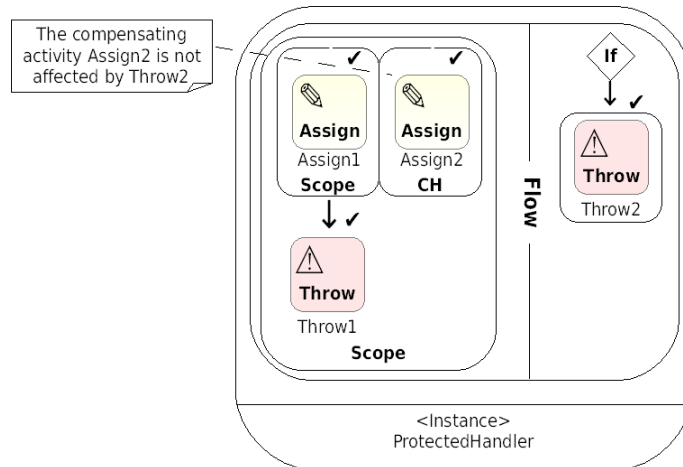 The compensating
activity Assign2 is not
affected by Throw2
If
Assign
Assign1
Scope
Assign
Assign2
CH
Flow
Throw
Throw2
Throw
Throw1
Scope
<Instance>
ProtectedHandler